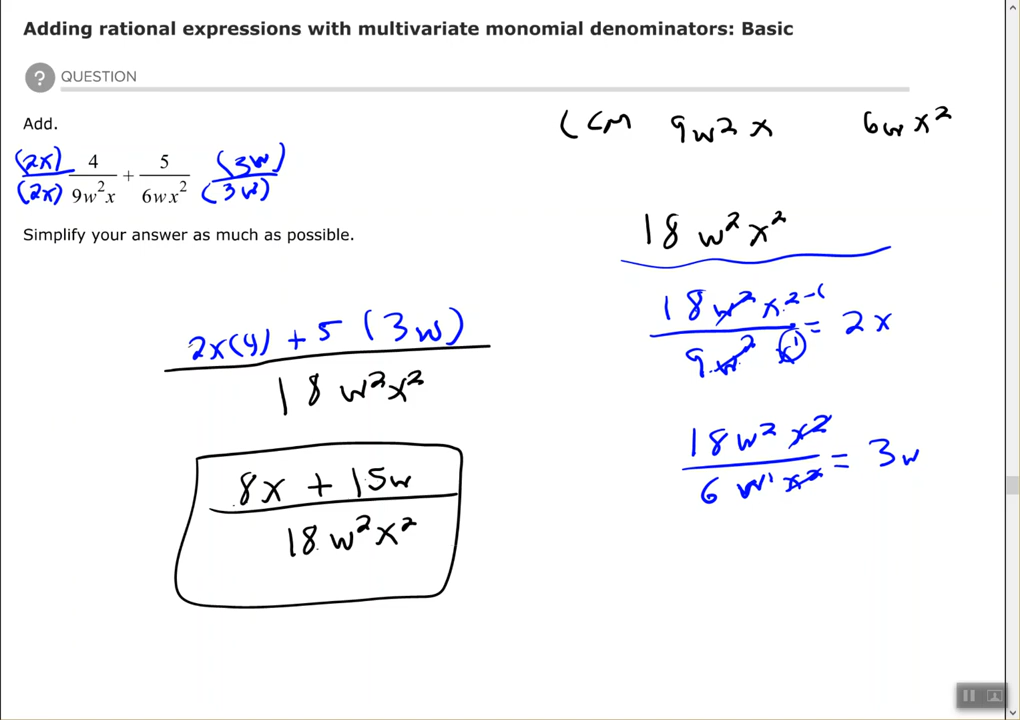 Adding rational expressions with multivariate monomial denominators: Basic
? QUESTION
Add.
(2x)/(2x) 4/(9w²x) + 5/(6wx²) (3w)/(3w)
Simplify your answer as much as possible.
LCM 9w²x 6wx²
18w²x²
(18w²x²⁻¹)/(9w²x¹) = 2x
(18w²x²)/(6w¹x²) = 3w
(2x(4) + 5(3w))/(18w²x²)
(8x + 15w)/(18w²x²)